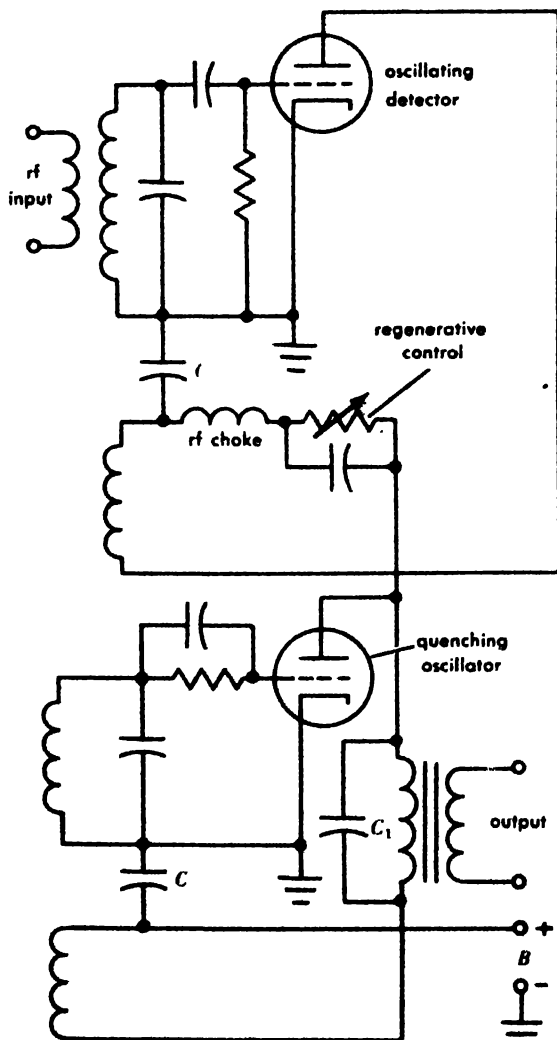 oscillating
detector
rf
input
regenerative
control
rf choke
quenching
oscillator
C₁
output
C
+
B
-